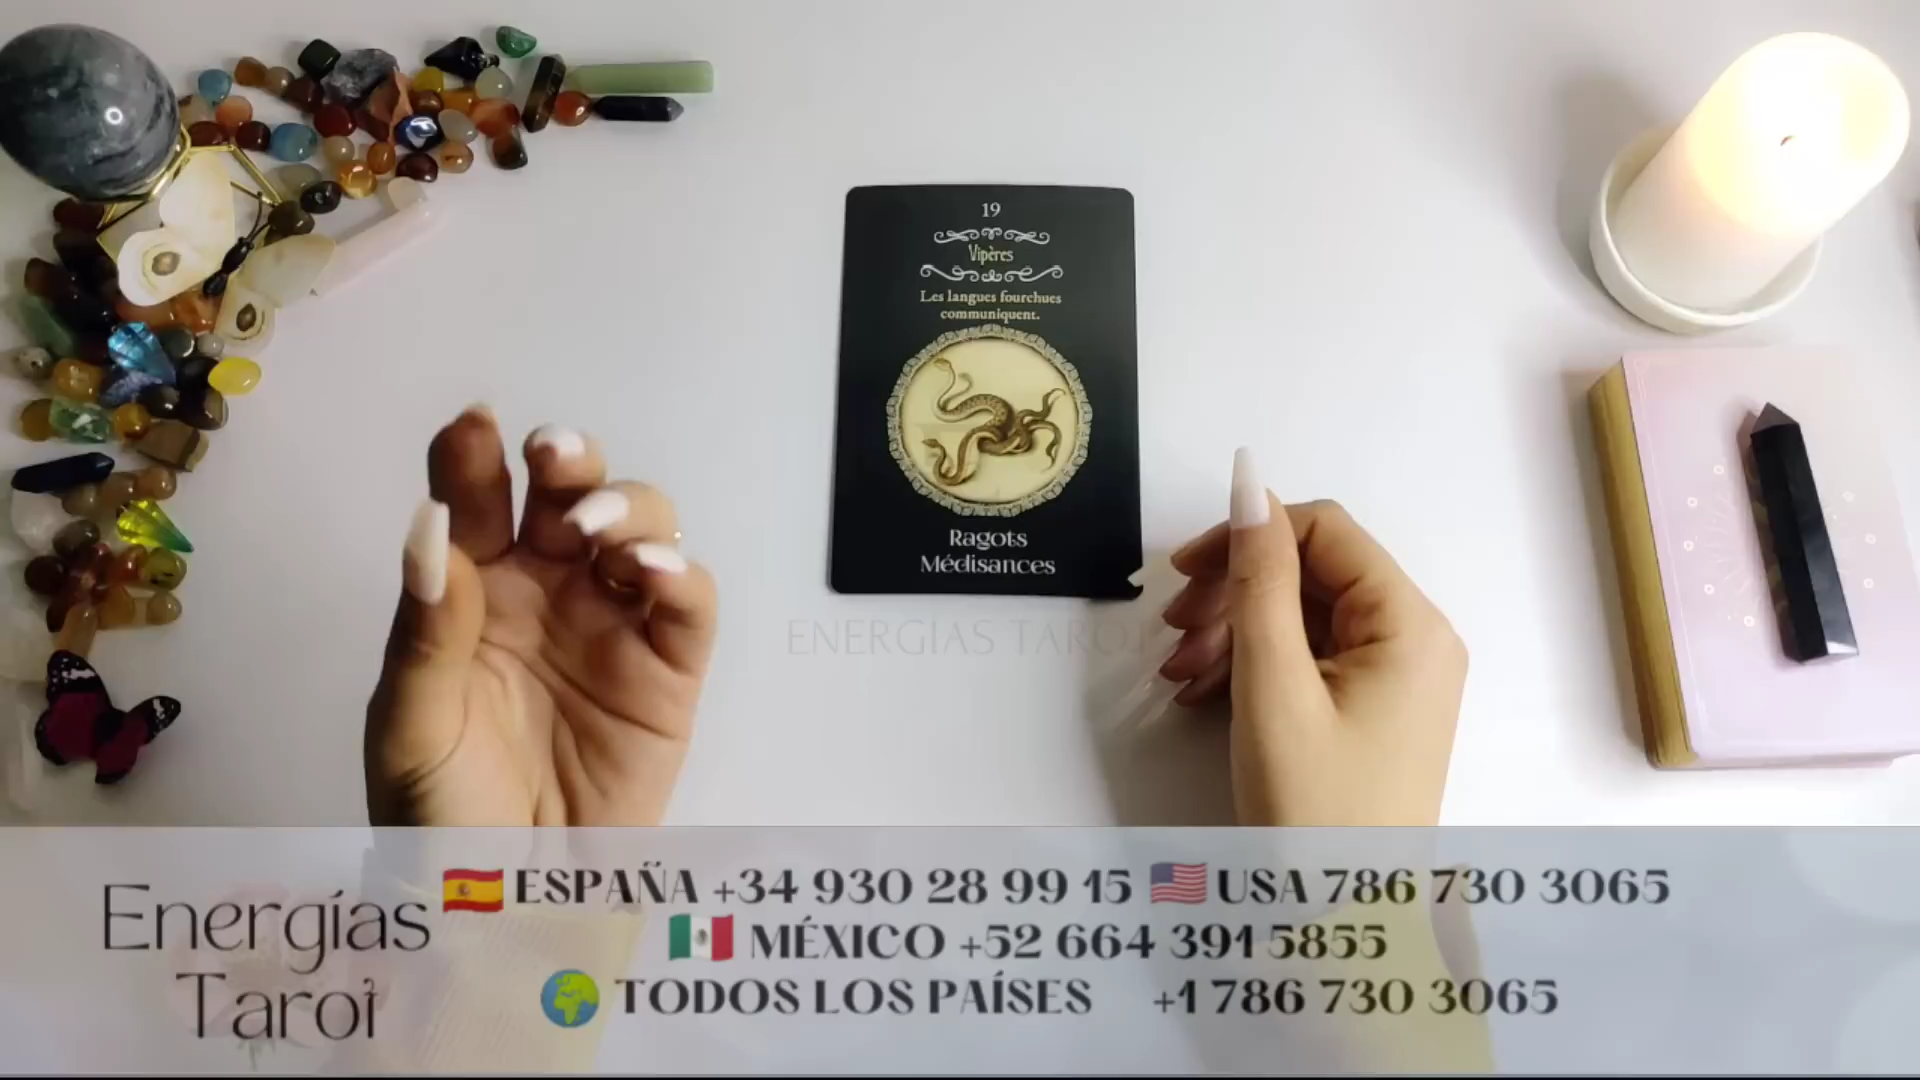 19
Vipères
Les langues fourchues
communiquent.
Ragots
Médisances
ENERGÍAS TAROT
Energías
Tarot
ESPAÑA +34 930 28 99 15 USA 786 730 3065
MÉXICO +52 664 391 5855
TODOS LOS PAÍSES +1 786 730 3065